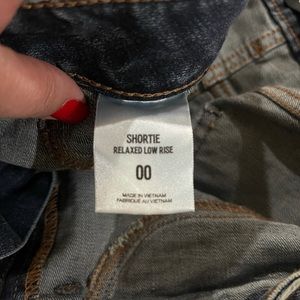 SHORTIE
RELAXED LOW RISE
00
MADE IN VIETNAM
FABRIQUÉ AU VIETNAM